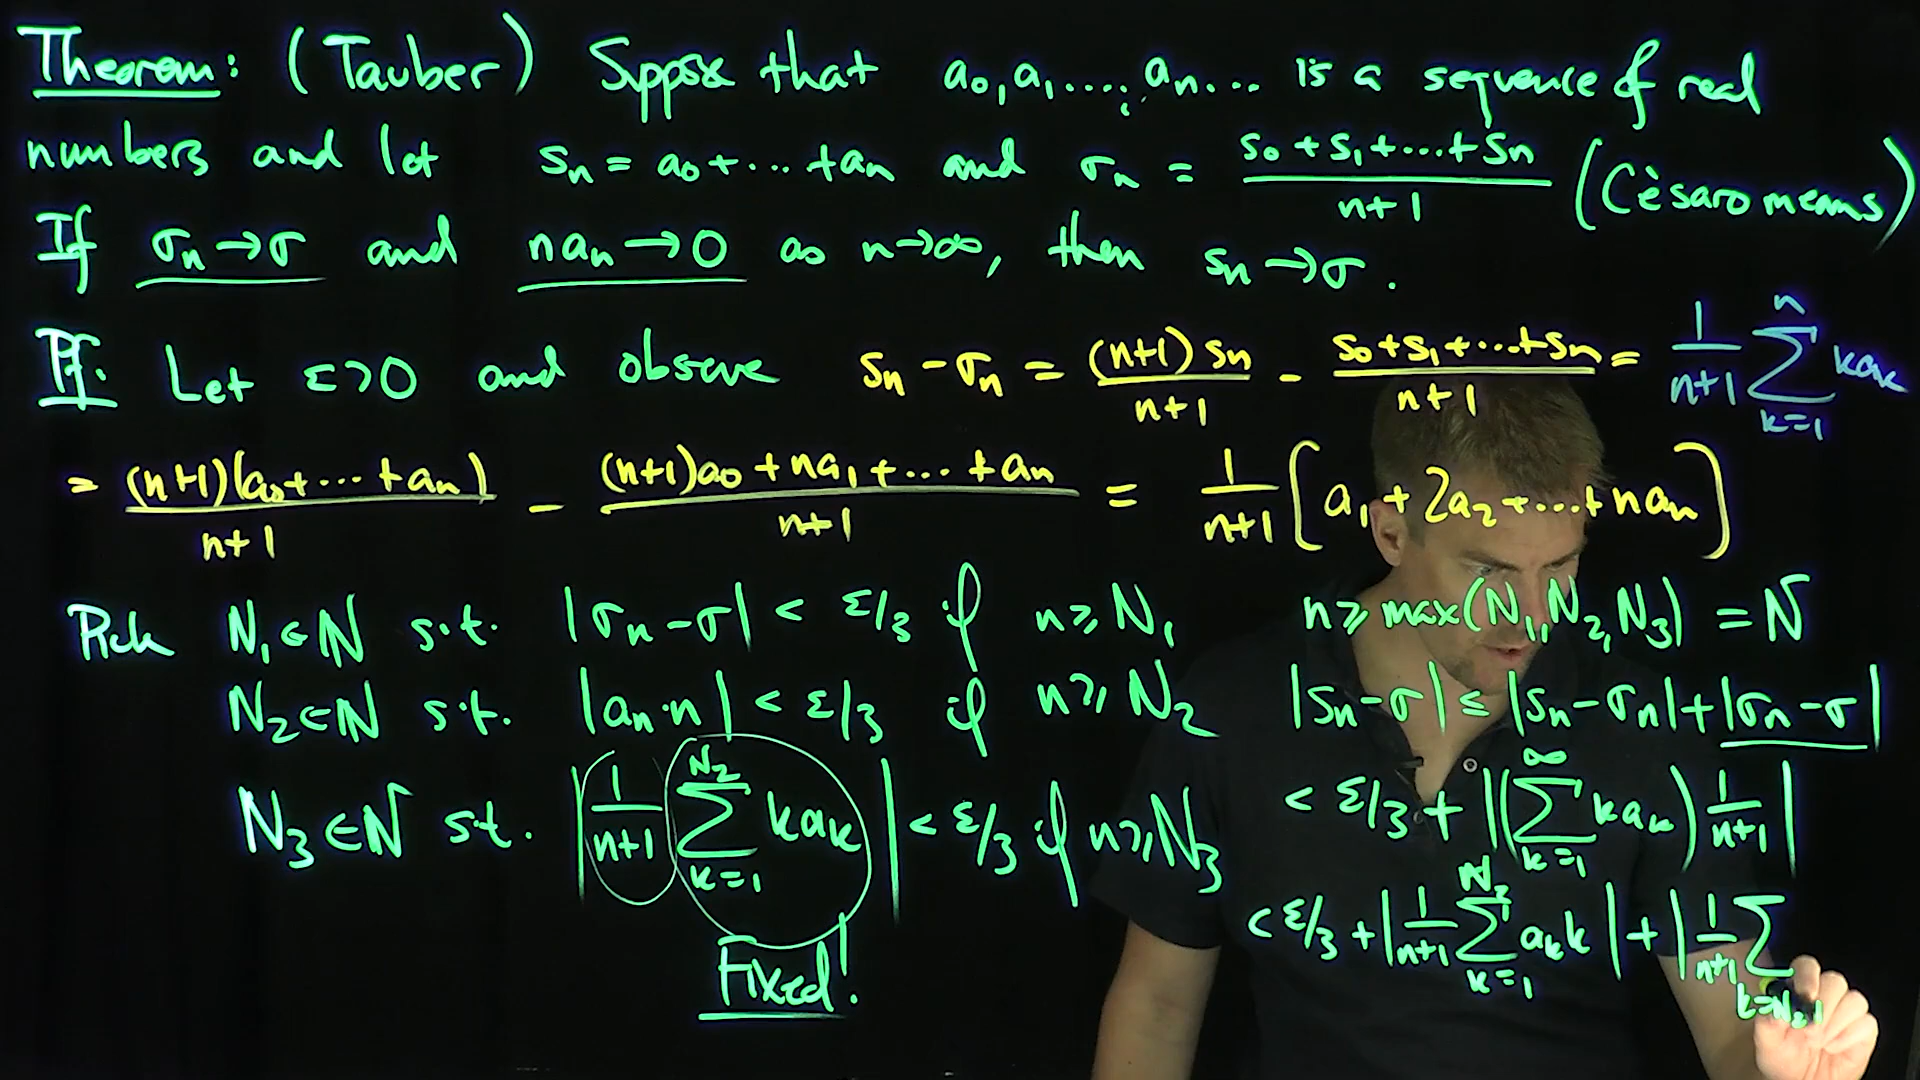 Theorem: (Tauber) Suppose that a₀, a₁, ..., aₙ... is a sequence of real
numbers and let sₙ = a₀ + ... + aₙ and σₙ = (s₀ + s₁ + ... + sₙ)/(n+1) (Cèsaro means)
If σₙ → σ and naₙ → 0 as n → ∞, then sₙ → σ.
Pf. Let ε > 0 and observe sₙ - σₙ = (n+1)sₙ/(n+1) - (s₀ + s₁ + ... + sₙ)/(n+1) = 1/(n+1) ∑_{k=1}^{n} kaₖ
= (n+1)(a₀ + ... + aₙ)/(n+1) - ((n+1)a₀ + na₁ + ... + aₙ)/(n+1) = 1/(n+1) [a₁ + 2a₂ + ... + naₙ]
Pick N₁ ∈ ℕ s.t. |σₙ - σ| < ε/3 if n ≥ N₁
N₂ ∈ ℕ s.t. |aₙ·n| < ε/3 if n ≥ N₂
N₃ ∈ ℕ s.t. |1/(n+1) ∑_{k=1}^{N₂} kaₖ| < ε/3 if n ≥ N₃
Fixed!
n ≥ max(N₁, N₂, N₃) = N
|sₙ - σ| ≤ |sₙ - σₙ| + |σₙ - σ|
< ε/3 + |(∑_{k=1}^{∞} kaₖ) 1/(n+1)|
< ε/3 + |1/(n+1) ∑_{k=1}^{N₂} aₖk| + |1/(n+1) ∑_{k=N₂+1}